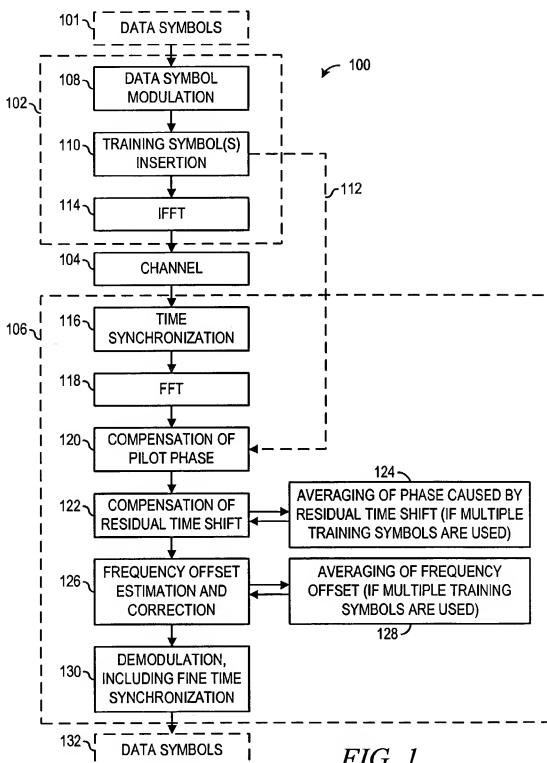 101
DATA SYMBOLS
100
102
108
DATA SYMBOL
MODULATION
110
TRAINING SYMBOL(S)
INSERTION
112
114
IFFT
104
CHANNEL
106
116
TIME
SYNCHRONIZATION
118
FFT
120
COMPENSATION OF
PILOT PHASE
124
122
COMPENSATION OF
RESIDUAL TIME SHIFT
AVERAGING OF PHASE CAUSED BY
RESIDUAL TIME SHIFT (IF MULTIPLE
TRAINING SYMBOLS ARE USED)
126
FREQUENCY OFFSET
ESTIMATION AND
CORRECTION
AVERAGING OF FREQUENCY
OFFSET (IF MULTIPLE TRAINING
SYMBOLS ARE USED)
128
130
DEMODULATION,
INCLUDING FINE TIME
SYNCHRONIZATION
132
DATA SYMBOLS
FIG. 1